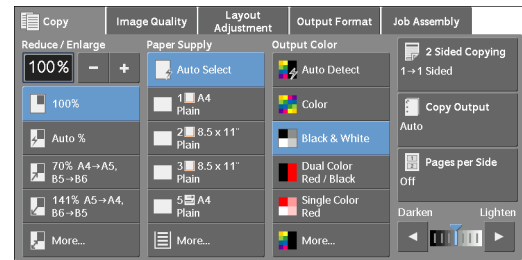 Copy
Image Quality
Layout
Adjustment
Output Format
Job Assembly
Reduce / Enlarge
100%
−
+
100%
Auto %
70% A4→A5,
B5→B6
141% A5→A4,
B6→B5
More...
Paper Supply
Auto Select
1 A4
Plain
2 8.5 x 11"
Plain
3 8.5 x 11"
Plain
5 A4
Plain
More...
Output Color
Auto Detect
Color
Black & White
Dual Color
Red / Black
Single Color
Red
More...
2 Sided Copying
1→1 Sided
Copy Output
Auto
Pages per Side
Off
Darken
Lighten